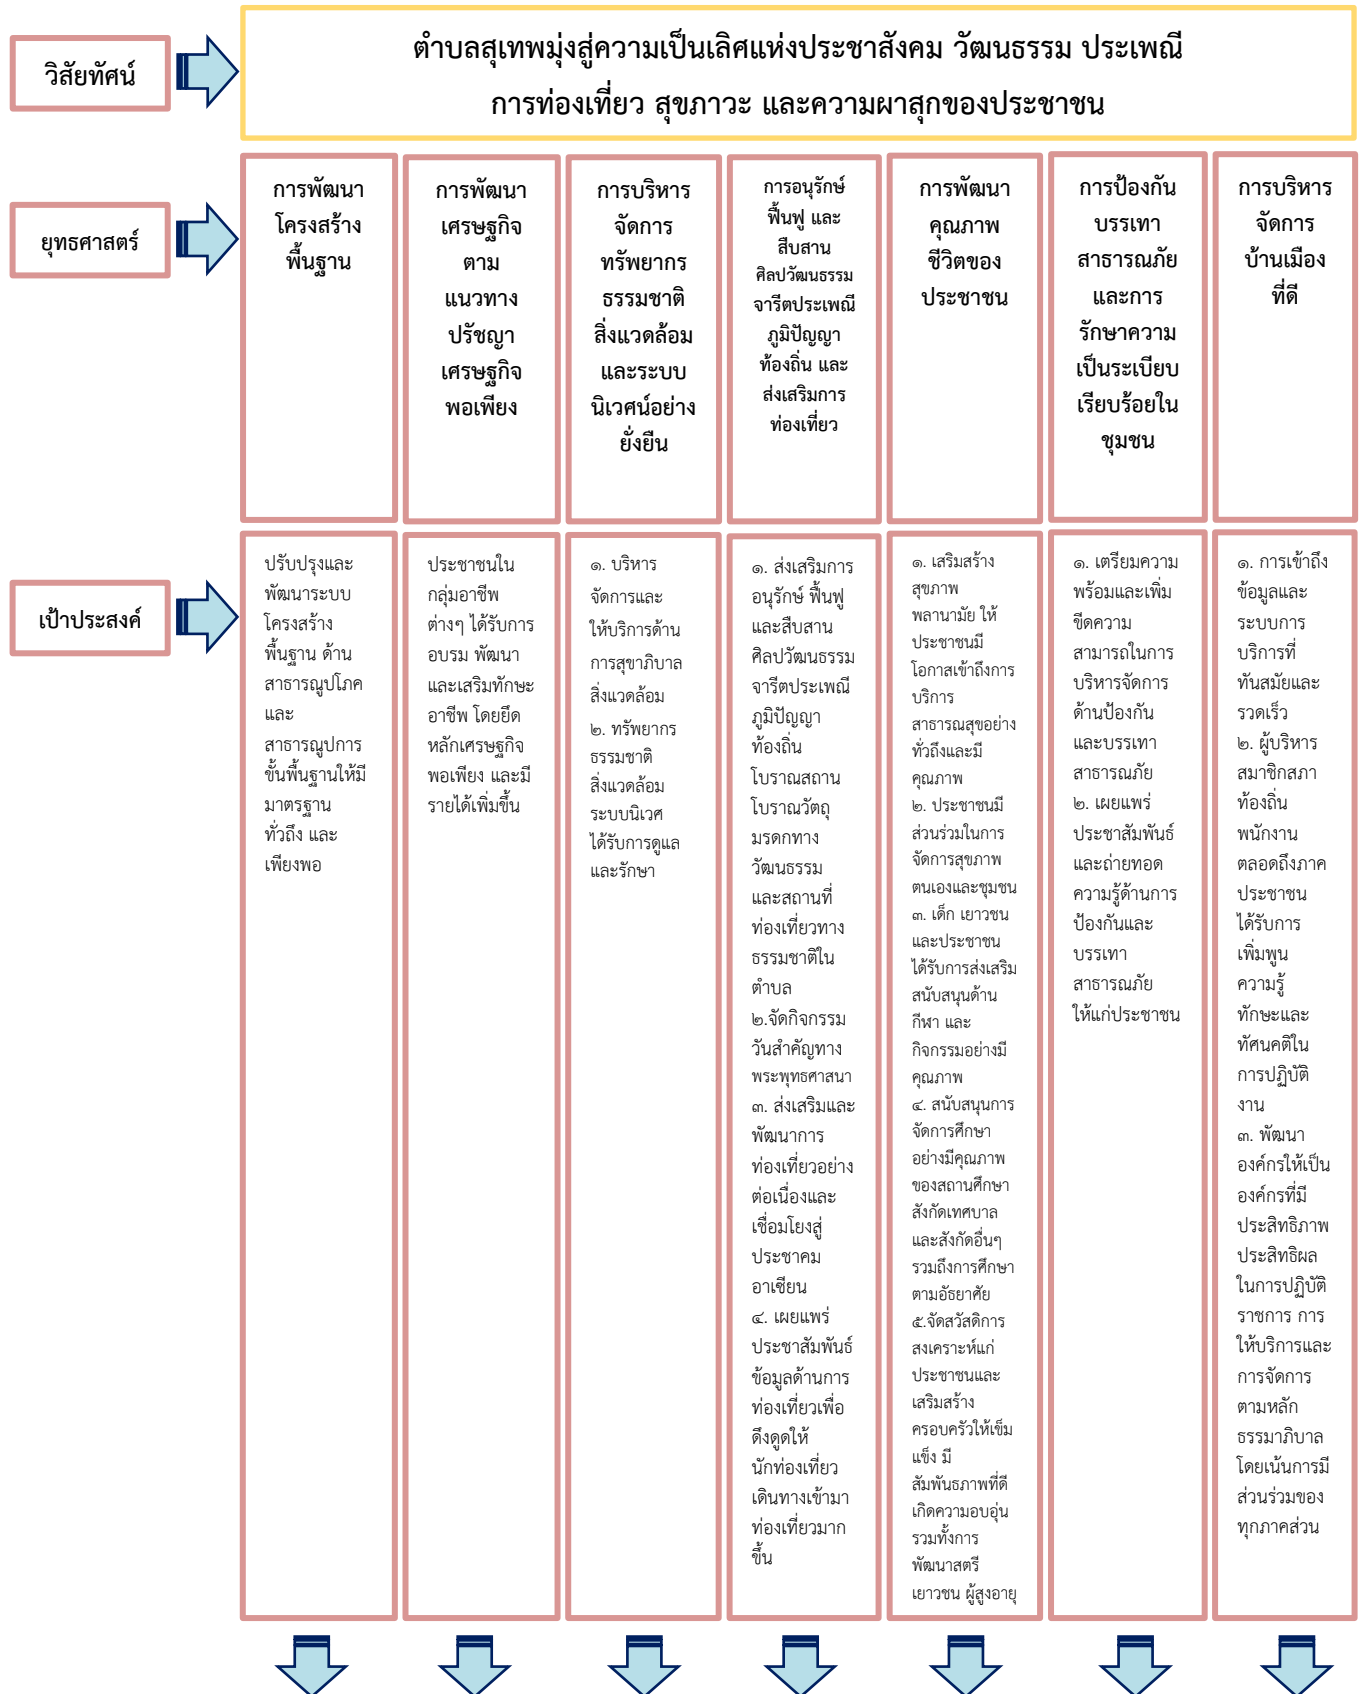 วิสัยทัศน์
ตำบลสุเทพมุ่งสู่ความเป็นเลิศแห่งประชาสังคม วัฒนธรรม ประเพณี
การท่องเที่ยว สุขภาวะ และความผาสุกของประชาชน
ยุทธศาสตร์
การพัฒนา
โครงสร้าง
พื้นฐาน
การพัฒนา
เศรษฐกิจ
ตาม
แนวทาง
ปรัชญา
เศรษฐกิจ
พอเพียง
การบริหาร
จัดการ
ทรัพยากร
ธรรมชาติ
สิ่งแวดล้อม
และระบบ
นิเวศน์อย่าง
ยั่งยืน
การอนุรักษ์
ฟื้นฟู และ
สืบสาน
ศิลปวัฒนธรรม
จารีตประเพณี
ภูมิปัญญา
ท้องถิ่น และ
ส่งเสริมการ
ท่องเที่ยว
การพัฒนา
คุณภาพ
ชีวิตของ
ประชาชน
การป้องกัน
บรรเทา
สาธารณภัย
และการ
รักษาความ
เป็นระเบียบ
เรียบร้อยใน
ชุมชน
การบริหาร
จัดการ
บ้านเมือง
ที่ดี
เป้าประสงค์
ปรับปรุงและ
พัฒนาระบบ
โครงสร้าง
พื้นฐาน ด้าน
สาธารณูปโภค
และ
สาธารณูปการ
ขั้นพื้นฐานให้มี
มาตรฐาน
ทั่วถึง และ
เพียงพอ
ประชาชนใน
กลุ่มอาชีพ
ต่างๆ ได้รับการ
อบรม พัฒนา
และเสริมทักษะ
อาชีพ โดยยึด
หลักเศรษฐกิจ
พอเพียง และมี
รายได้เพิ่มขึ้น
๑. บริหาร
จัดการและ
ให้บริการด้าน
การสุขาภิบาล
สิ่งแวดล้อม
๒. ทรัพยากร
ธรรมชาติ
สิ่งแวดล้อม
ระบบนิเวศ
ได้รับการดูแล
และรักษา
๑. ส่งเสริมการ
อนุรักษ์ ฟื้นฟู
และสืบสาน
ศิลปวัฒนธรรม
จารีตประเพณี
ภูมิปัญญา
ท้องถิ่น
โบราณสถาน
โบราณวัตถุ
มรดกทาง
วัฒนธรรม
และสถานที่
ท่องเที่ยวทาง
ธรรมชาติใน
ตำบล
๒.จัดกิจกรรม
วันสำคัญทาง
พระพุทธศาสนา
๓. ส่งเสริมและ
พัฒนาการ
ท่องเที่ยวอย่าง
ต่อเนื่องและ
เชื่อมโยงสู่
ประชาคม
อาเซียน
๔. เผยแพร่
ประชาสัมพันธ์
ข้อมูลด้านการ
ท่องเที่ยวเพื่อ
ดึงดูดให้
นักท่องเที่ยว
เดินทางเข้ามา
ท่องเที่ยวมาก
ขึ้น
๑. เสริมสร้าง
สุขภาพ
พลานามัย ให้
ประชาชนมี
โอกาสเข้าถึงการ
บริการ
สาธารณสุขอย่าง
ทั่วถึงและมี
คุณภาพ
๒. ประชาชนมี
ส่วนร่วมในการ
จัดการสุขภาพ
ตนเองและชุมชน
๓. เด็ก เยาวชน
และประชาชน
ได้รับการส่งเสริม
สนับสนุนด้าน
กีฬา และ
กิจกรรมอย่างมี
คุณภาพ
๔. สนับสนุนการ
จัดการศึกษา
อย่างมีคุณภาพ
ของสถานศึกษา
สังกัดเทศบาล
และสังกัดอื่นๆ
รวมถึงการศึกษา
ตามอัธยาศัย
๕.จัดสวัสดิการ
สงเคราะห์แก่
ประชาชนและ
เสริมสร้าง
ครอบครัวให้เข็ม
แข็ง มี
สัมพันธภาพที่ดี
เกิดความอบอุ่น
รวมทั้งการ
พัฒนาสตรี
เยาวชน ผู้สูงอายุ
๑. เตรียมความ
พร้อมและเพิ่ม
ขีดความ
สามารถในการ
บริหารจัดการ
ด้านป้องกัน
และบรรเทา
สาธารณภัย
๒. เผยแพร่
ประชาสัมพันธ์
และถ่ายทอด
ความรู้ด้านการ
ป้องกันและ
บรรเทา
สาธารณภัย
ให้แก่ประชาชน
๑. การเข้าถึง
ข้อมูลและ
ระบบการ
บริการที่
ทันสมัยและ
รวดเร็ว
๒. ผู้บริหาร
สมาชิกสภา
ท้องถิ่น
พนักงาน
ตลอดถึงภาค
ประชาชน
ได้รับการ
เพิ่มพูน
ความรู้
ทักษะและ
ทัศนคติใน
การปฏิบัติ
งาน
๓. พัฒนา
องค์กรให้เป็น
องค์กรที่มี
ประสิทธิภาพ
ประสิทธิผล
ในการปฏิบัติ
ราชการ การ
ให้บริการและ
การจัดการ
ตามหลัก
ธรรมาภิบาล
โดยเน้นการมี
ส่วนร่วมของ
ทุกภาคส่วน